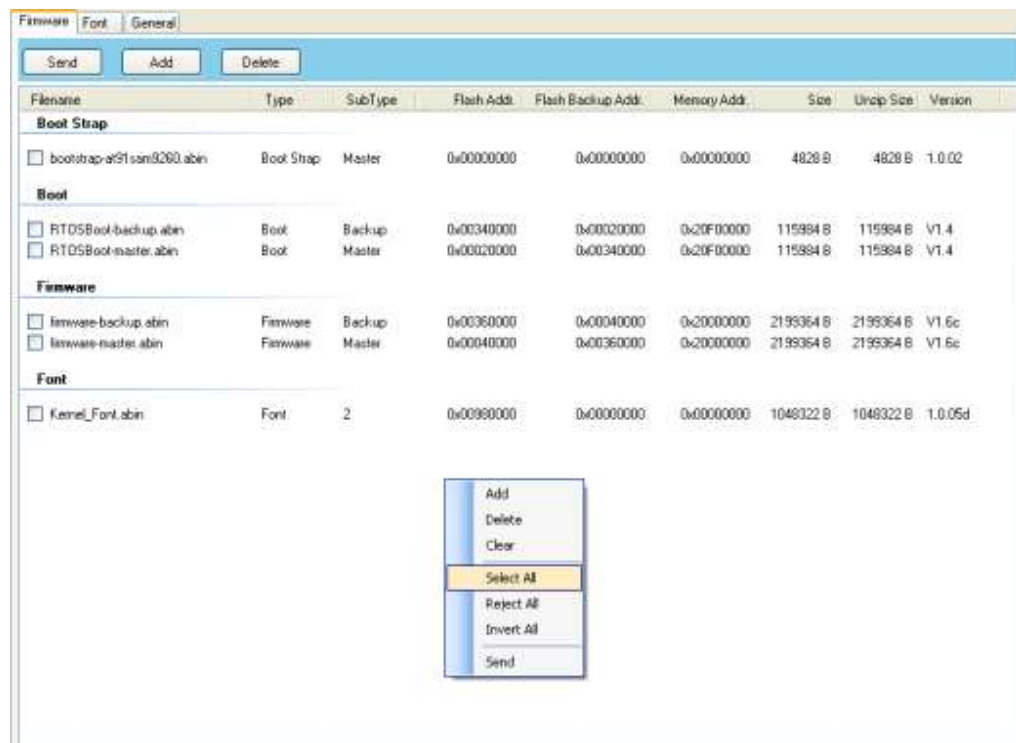 Firmware Font General
Send Add Delete
Filename Type SubType Flash Addr. Flash Backup Addr. Memory Addr. Size Unzip Size Version
Boot Strap
bootstrap-at91sam9260.abin Boot Strap Master 0x00000000 0x00000000 0x00000000 4828 B 4828 B 1.0.02
Boot
RTOSBoot-backup.abin Boot Backup 0x00340000 0x00020000 0x20F00000 115984 B 115984 B V1.4
RTOSBoot-master.abin Boot Master 0x00020000 0x00340000 0x20F00000 115984 B 115984 B V1.4
Firmware
firmware-backup.abin Firmware Backup 0x00360000 0x00040000 0x20000000 2199364 B 2199364 B V1.6c
firmware-master.abin Firmware Master 0x00040000 0x00360000 0x20000000 2199364 B 2199364 B V1.6c
Font
Kernel_Font.abin Font 2 0x00980000 0x00000000 0x00000000 1048322 B 1048322 B 1.0.05d
Add
Delete
Clear
Select All
Reject All
Invert All
Send